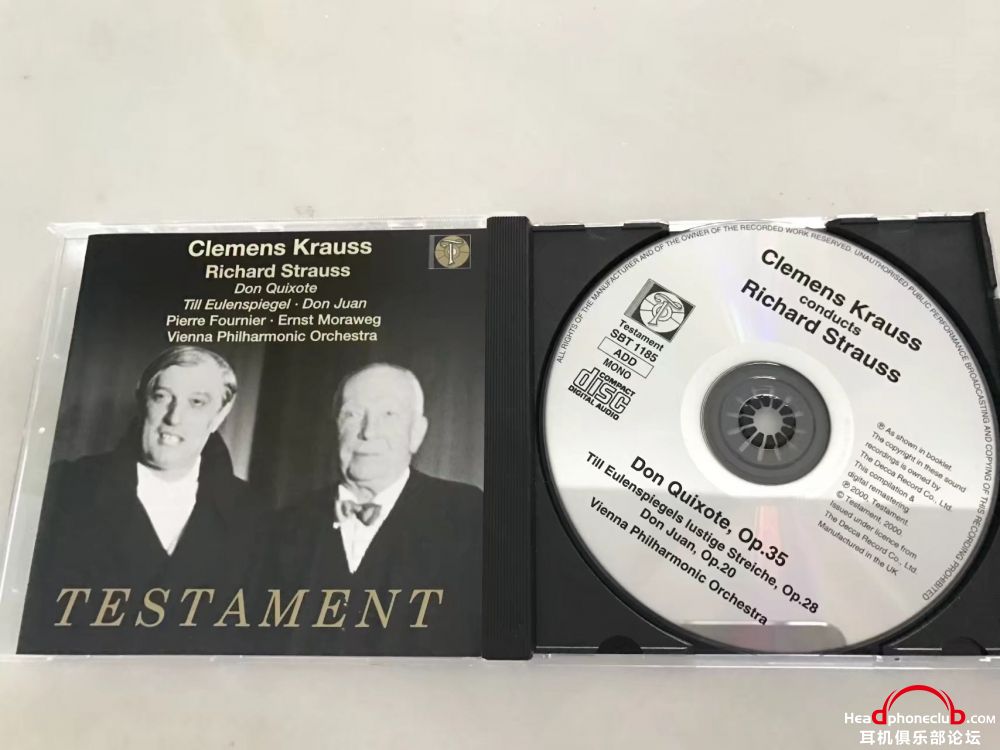 Clemens Krauss
Richard Strauss
Don Quixote
Till Eulenspiegel · Don Juan
Pierre Fournier · Ernst Moraweg
Vienna Philharmonic Orchestra
TESTAMENT
ALL RIGHTS OF THE MANUFACTURER AND OF THE OWNER OF THE RECORDED WORK RESERVED. UNAUTHORISED PUBLIC PERFORMANCE BROADCASTING AND COPYING OF THIS RECORDING PROHIBITED
Clemens Krauss
conducts
Richard Strauss
Testament
SBT 1185
ADD
MONO
COMPACT
disc
DIGITAL AUDIO
℗ As shown in booklet.
The copyright in these sound
recordings is owned by
The Decca Record Co., Ltd.
This compilation &
digital remastering
℗ 2000, Testament.
© Testament, 2000.
Issued under licence from
The Decca Record Co., Ltd.
Manufactured in the UK
Don Quixote, Op.35
Till Eulenspiegels lustige Streiche, Op.28
Don Juan, Op.20
Vienna Philharmonic Orchestra
Headphoneclub.COM
耳机俱乐部论坛